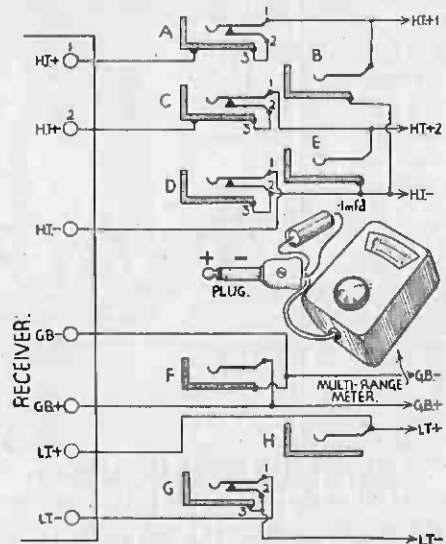 A
1
2
3
HT+1
1
HT+
B
C
1
2
3
HT+2
2
HT+
E
D
1
2
3
HT-
HT-
·1mfd
+ -
PLUG.
RECEIVER.
GB-
MULTI-RANGE
METER.
GB-
F
GB+
GB+
LT+
H
LT+
G
1
2
3
LT-
LT-